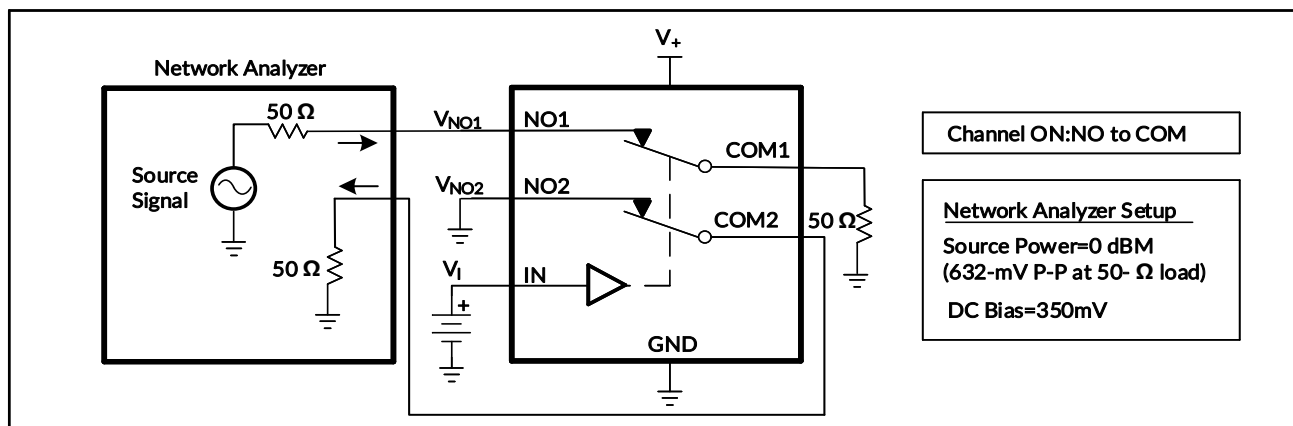 V+
Network Analyzer
50 Ω
VNO1
NO1
Channel ON:NO to COM
COM1
Source
Signal
VNO2
NO2
COM2
50 Ω
50 Ω
VI
IN
+
GND
Network Analyzer Setup
Source Power=0 dBM
(632-mV P-P at 50- Ω load)
DC Bias=350mV